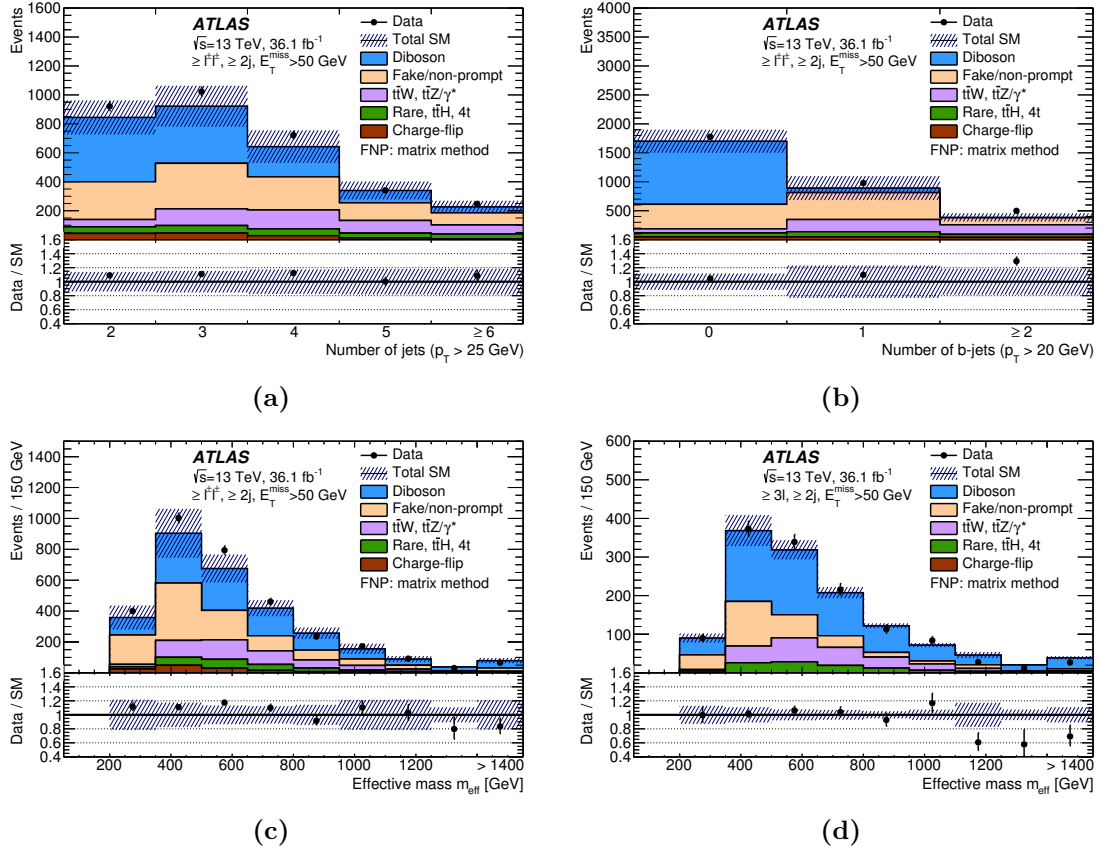 Events
1600
1400
1200
1000
800
600
400
200
ATLAS
√s=13 TeV, 36.1 fb⁻¹
≥ l±l±, ≥ 2j, E_T^miss>50 GeV
Data
Total SM
Diboson
Fake/non-prompt
tt̄W, tt̄Z/γ*
Rare, tt̄H, 4t
Charge-flip
FNP: matrix method
Data / SM
1.6
1.4
1.2
1
0.8
0.6
0.4
2 3 4 5 ≥ 6
Number of jets (p_T > 25 GeV)
(a)
Events
6000
5000
4000
3000
2000
1000
ATLAS
√s=13 TeV, 36.1 fb⁻¹
≥ l±l±, ≥ 2j, E_T^miss>50 GeV
Data
Total SM
Diboson
Fake/non-prompt
tt̄W, tt̄Z/γ*
Rare, tt̄H, 4t
Charge-flip
FNP: matrix method
Data / SM
1.6
1.4
1.2
1
0.8
0.6
0.4
0 1 ≥ 2
Number of b-jets (p_T > 20 GeV)
(b)
Events / 150 GeV
1400
1200
1000
800
600
400
200
ATLAS
√s=13 TeV, 36.1 fb⁻¹
≥ l±l±, ≥ 2j, E_T^miss>50 GeV
Data
Total SM
Diboson
Fake/non-prompt
tt̄W, tt̄Z/γ*
Rare, tt̄H, 4t
Charge-flip
FNP: matrix method
Data / SM
1.6
1.4
1.2
1
0.8
0.6
0.4
200 400 600 800 1000 1200 > 1400
Effective mass m_eff [GeV]
(c)
Events / 150 GeV
600
500
400
300
200
100
ATLAS
√s=13 TeV, 36.1 fb⁻¹
≥ 3l, ≥ 2j, E_T^miss>50 GeV
Data
Total SM
Diboson
Fake/non-prompt
tt̄W, tt̄Z/γ*
Rare, tt̄H, 4t
Charge-flip
FNP: matrix method
Data / SM
1.6
1.4
1.2
1
0.8
0.6
0.4
200 400 600 800 1000 1200 > 1400
Effective mass m_eff [GeV]
(d)